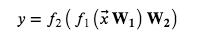 y = f₂( f₁( x⃗ W₁ ) W₂ )